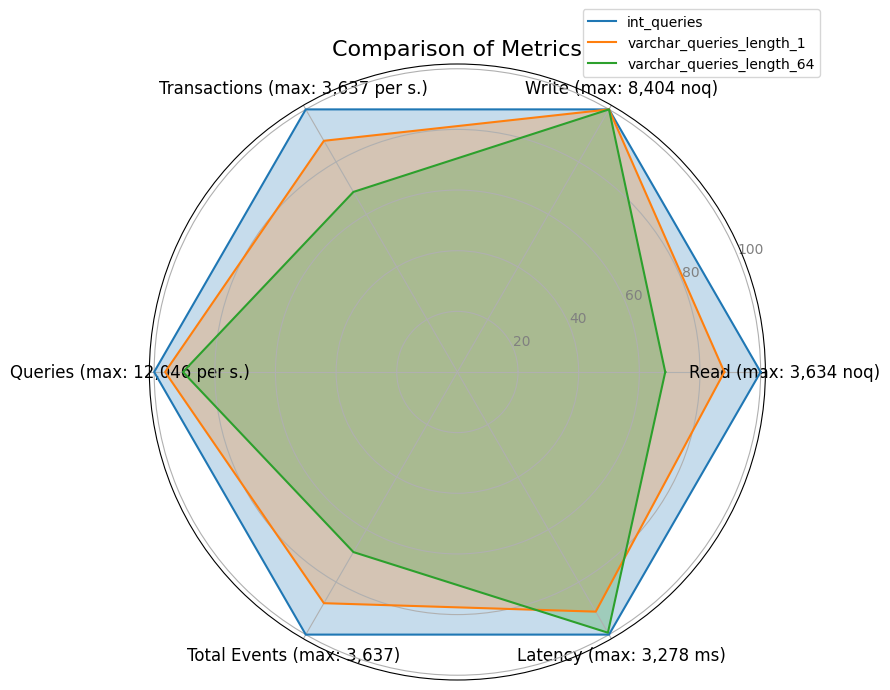 int_queries
varchar_queries_length_1
varchar_queries_length_64
Comparison of Metrics
Transactions (max: 3,637 per s.)
Write (max: 8,404 noq)
100
80
60
40
20
Queries (max: 12,046 per s.)
Read (max: 3,634 noq)
Total Events (max: 3,637)
Latency (max: 3,278 ms)